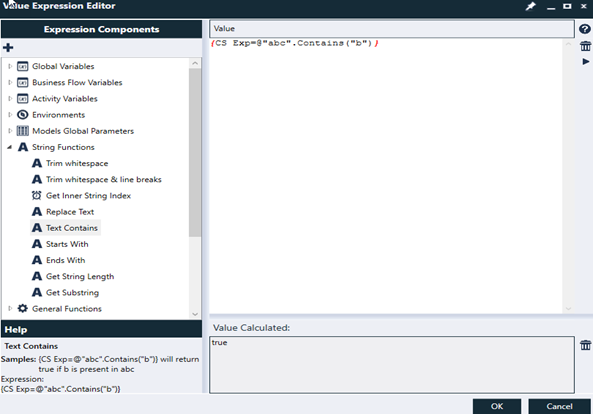 Value Expression Editor
Expression Components
Global Variables
Business Flow Variables
Activity Variables
Environments
Models Global Parameters
String Functions
Trim whitespace
Trim whitespace & line breaks
Get Inner String Index
Replace Text
Text Contains
Starts With
Ends With
Get String Length
Get Substring
General Functions
Help
Text Contains
Samples: {CS Exp=@"abc".Contains("b")} will return
true if b is present in abc
Expression:
{CS Exp=@"abc".Contains("b")}
Value
{CS Exp=@"abc".Contains("b")}
Value Calculated:
true
OK
Cancel